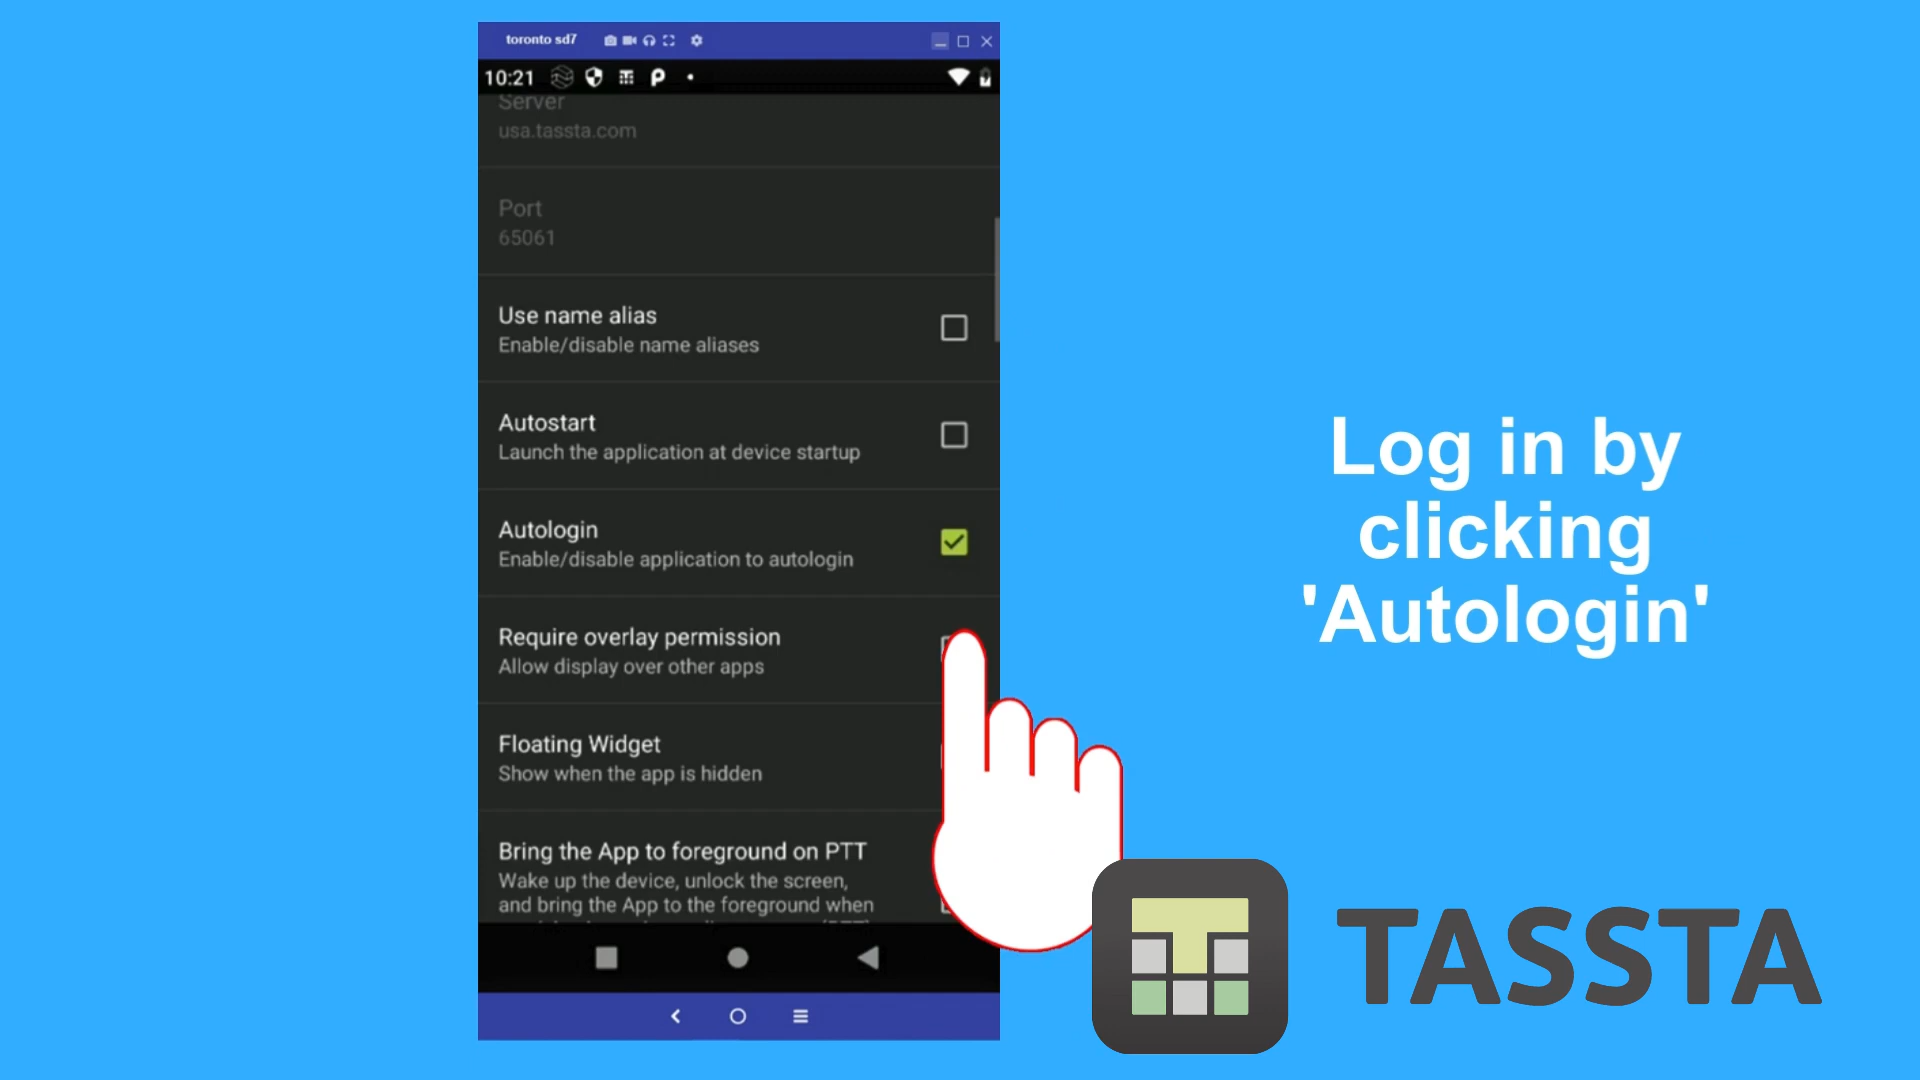 toronto sd7
10:21
Server
usa.tassta.com
Port
65061
Use name alias
Enable/disable name aliases
Autostart
Launch the application at device startup
Autologin
Enable/disable application to autologin
Require overlay permission
Allow display over other apps
Floating Widget
Show when the app is hidden
Bring the App to foreground on PTT
Wake up the device, unlock the screen,
and bring the App to the foreground when
Log in by
clicking
'Autologin'
TASSTA